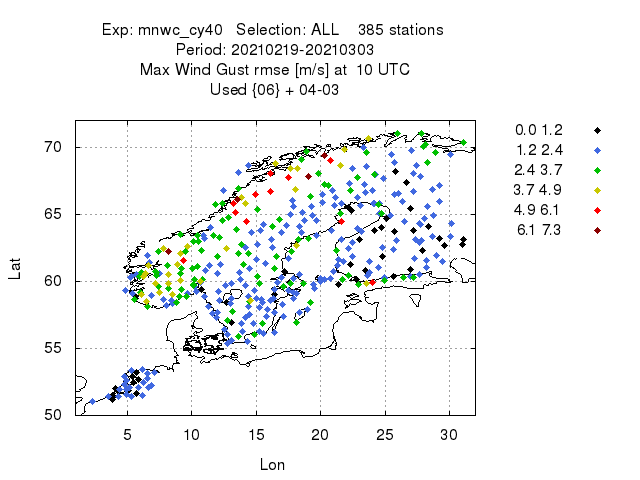 Exp: mnwc_cy40 Selection: ALL 385 stations
Period: 20210219-20210303
Max Wind Gust rmse [m/s] at 10 UTC
Used {06} + 04-03
70
65
60
55
50
Lat
5 10 15 20 25 30
Lon
0.0 1.2
1.2 2.4
2.4 3.7
3.7 4.9
4.9 6.1
6.1 7.3